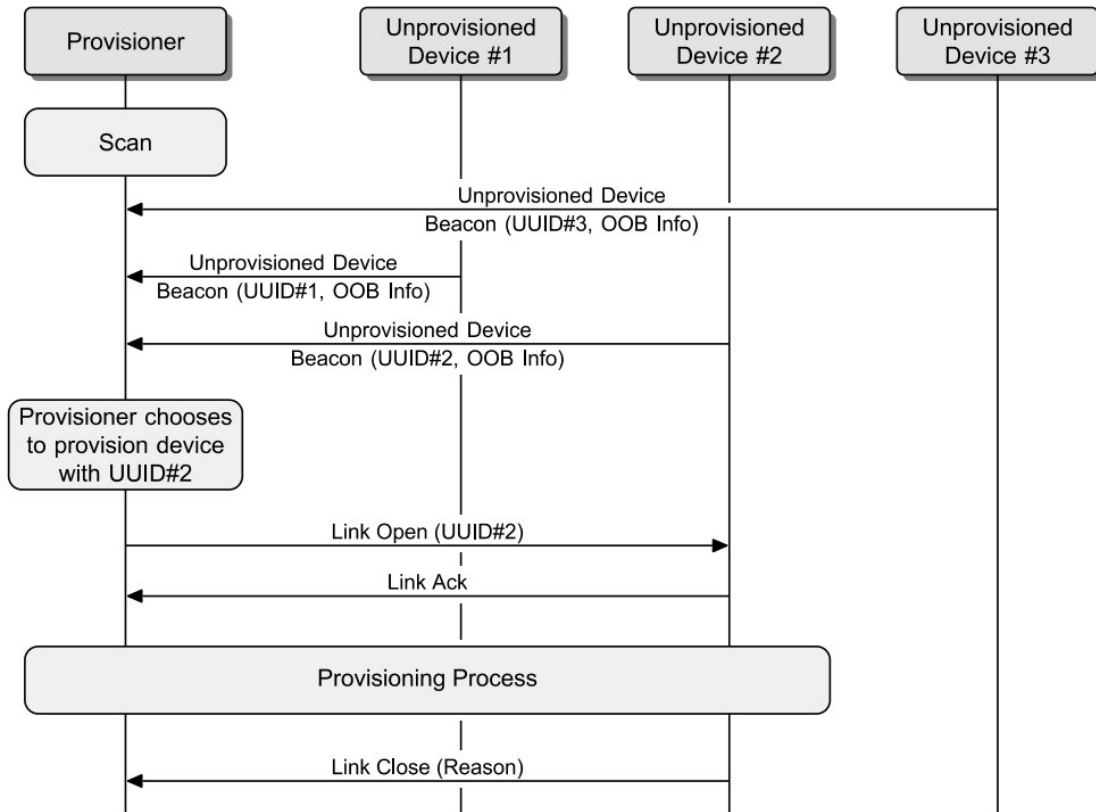 Provisioner
Unprovisioned
Device #1
Unprovisioned
Device #2
Unprovisioned
Device #3
Scan
Unprovisioned Device
Beacon (UUID#3, OOB Info)
Unprovisioned Device
Beacon (UUID#1, OOB Info)
Unprovisioned Device
Beacon (UUID#2, OOB Info)
Provisioner chooses
to provision device
with UUID#2
Link Open (UUID#2)
Link Ack
Provisioning Process
Link Close (Reason)